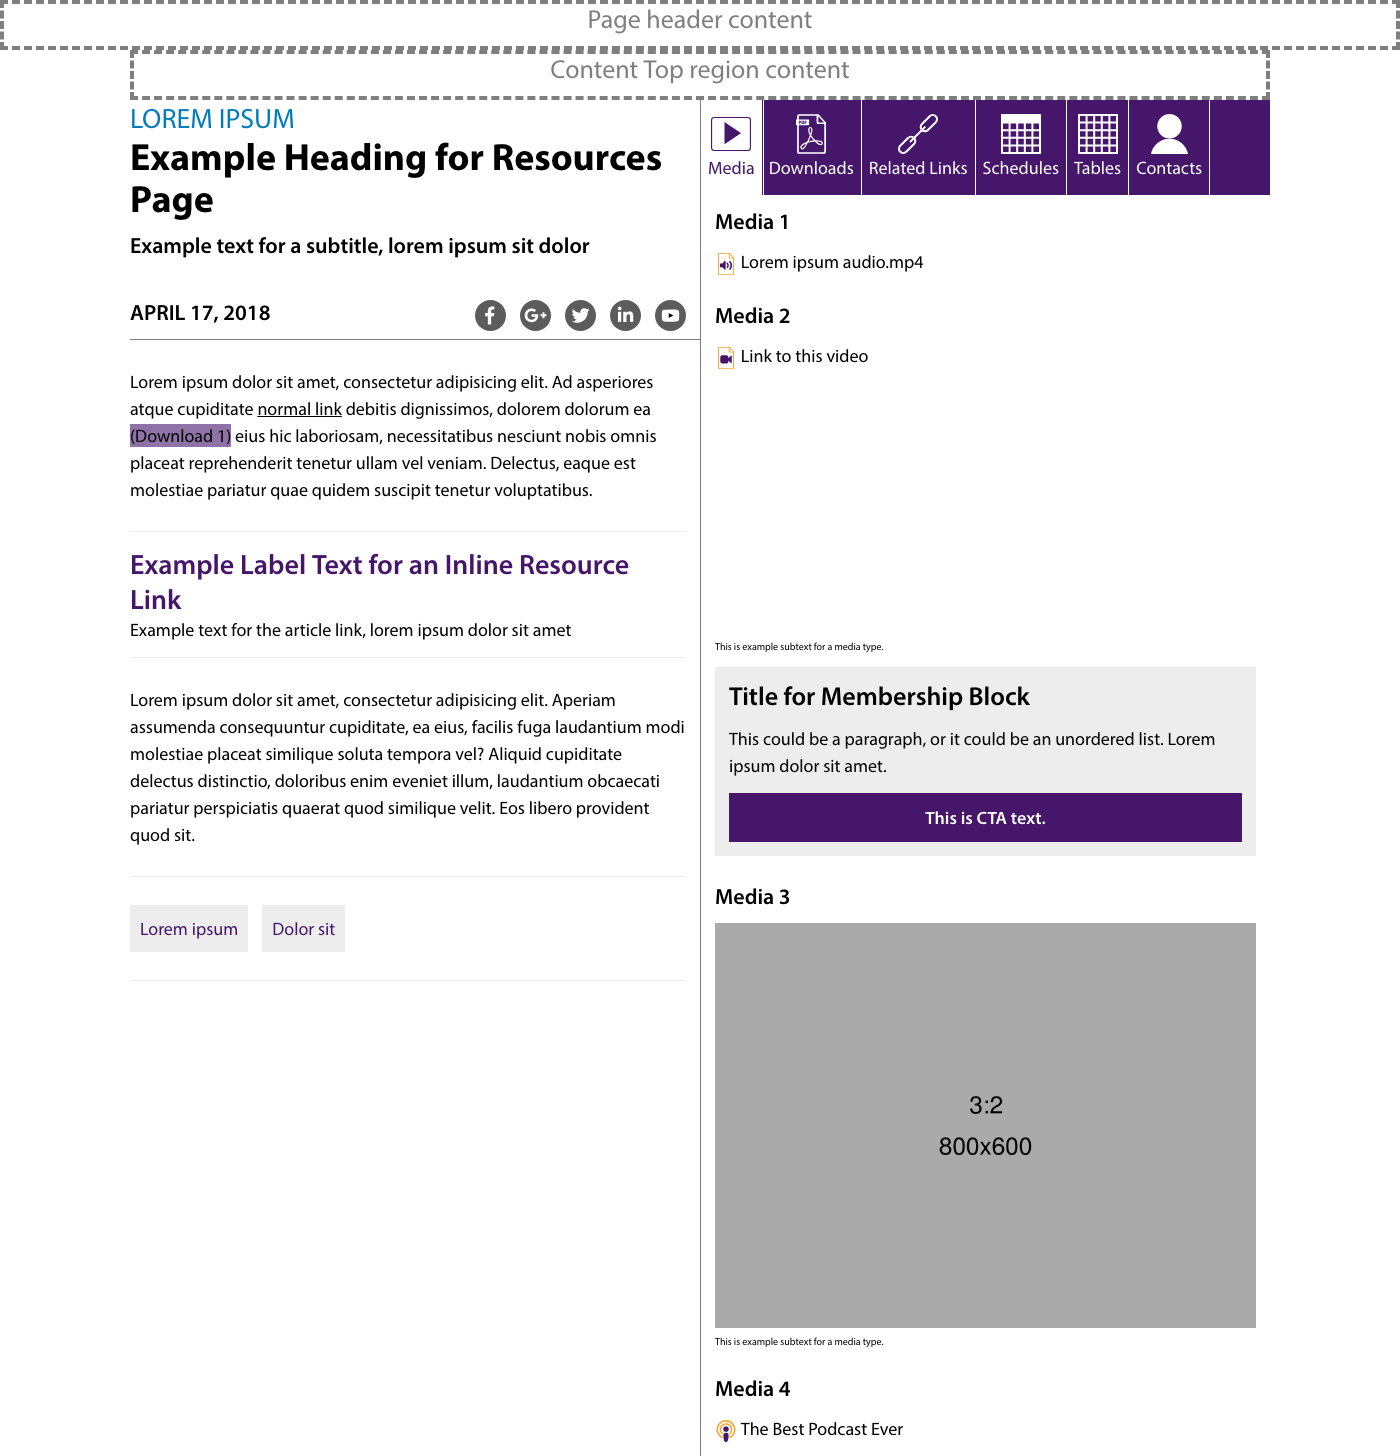 Page header content
Content Top region content
LOREM IPSUM
Example Heading for Resources
Page
Example text for a subtitle, lorem ipsum sit dolor
APRIL 17, 2018
Lorem ipsum dolor sit amet, consectetur adipisicing elit. Ad asperiores
atque cupiditate normal link debitis dignissimos, dolorem dolorum ea
(Download 1) eius hic laboriosam, necessitatibus nesciunt nobis omnis
placeat reprehenderit tenetur ullam vel veniam. Delectus, eaque est
molestiae pariatur quae quidem suscipit tenetur voluptatibus.
Example Label Text for an Inline Resource
Link
Example text for the article link, lorem ipsum dolor sit amet
Lorem ipsum dolor sit amet, consectetur adipisicing elit. Aperiam
assumenda consequuntur cupiditate, ea eius, facilis fuga laudantium modi
molestiae placeat similique soluta tempora vel? Aliquid cupiditate
delectus distinctio, doloribus enim eveniet illum, laudantium obcaecati
pariatur perspiciatis quaerat quod similique velit. Eos libero provident
quod sit.
Lorem ipsum Dolor sit
Media Downloads Related Links Schedules Tables Contacts
Media 1
Lorem ipsum audio.mp4
Media 2
Link to this video
This is example subtext for a media type.
Title for Membership Block
This could be a paragraph, or it could be an unordered list. Lorem
ipsum dolor sit amet.
This is CTA text.
Media 3
3:2
800x600
This is example subtext for a media type.
Media 4
The Best Podcast Ever